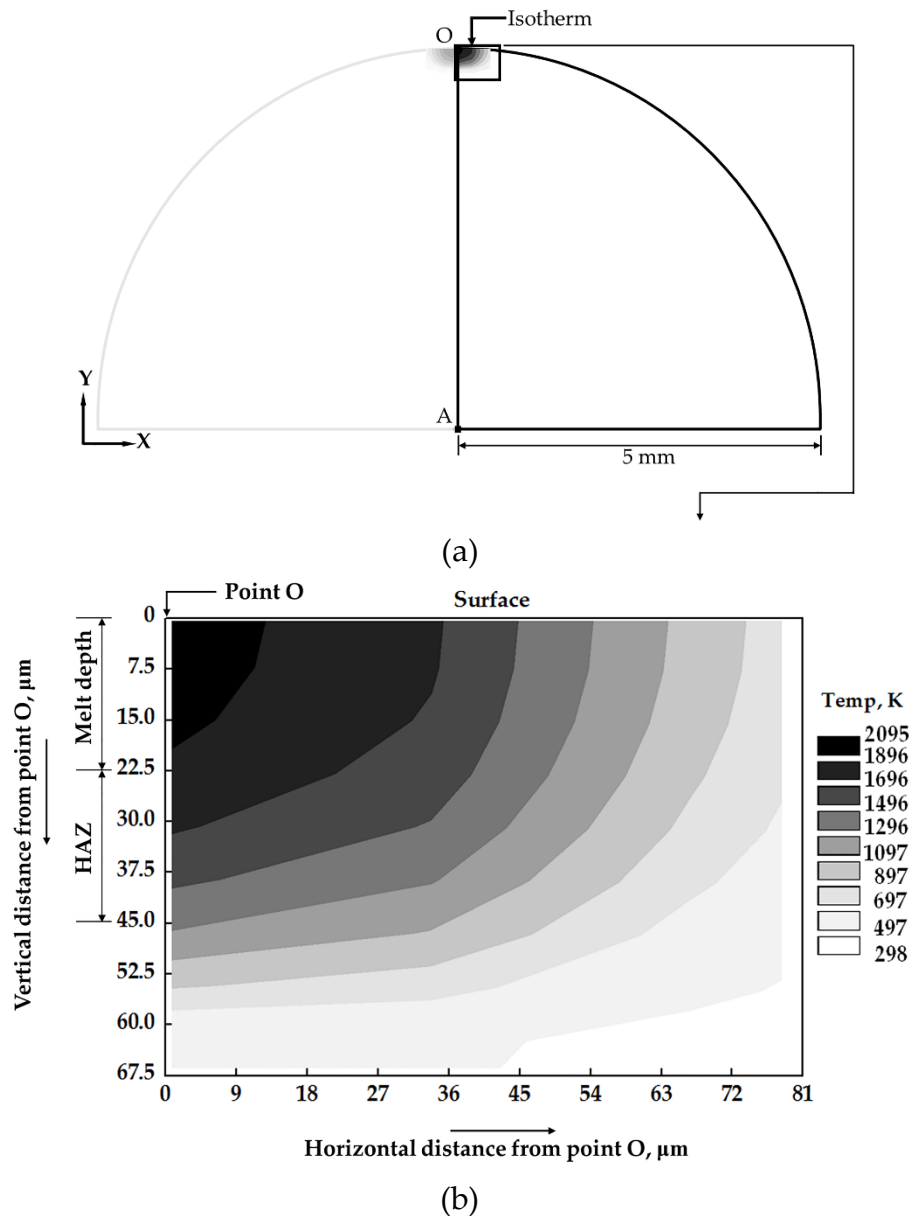 Isotherm
O
Y
A
X
5 mm
(a)
Point O
Surface
0
7.5
15.0
22.5
30.0
37.5
45.0
52.5
60.0
67.5
Melt depth
HAZ
Vertical distance from point O, µm
0 9 18 27 36 45 54 63 72 81
Horizontal distance from point O, µm
Temp, K
2095
1896
1696
1496
1296
1097
897
697
497
298
(b)